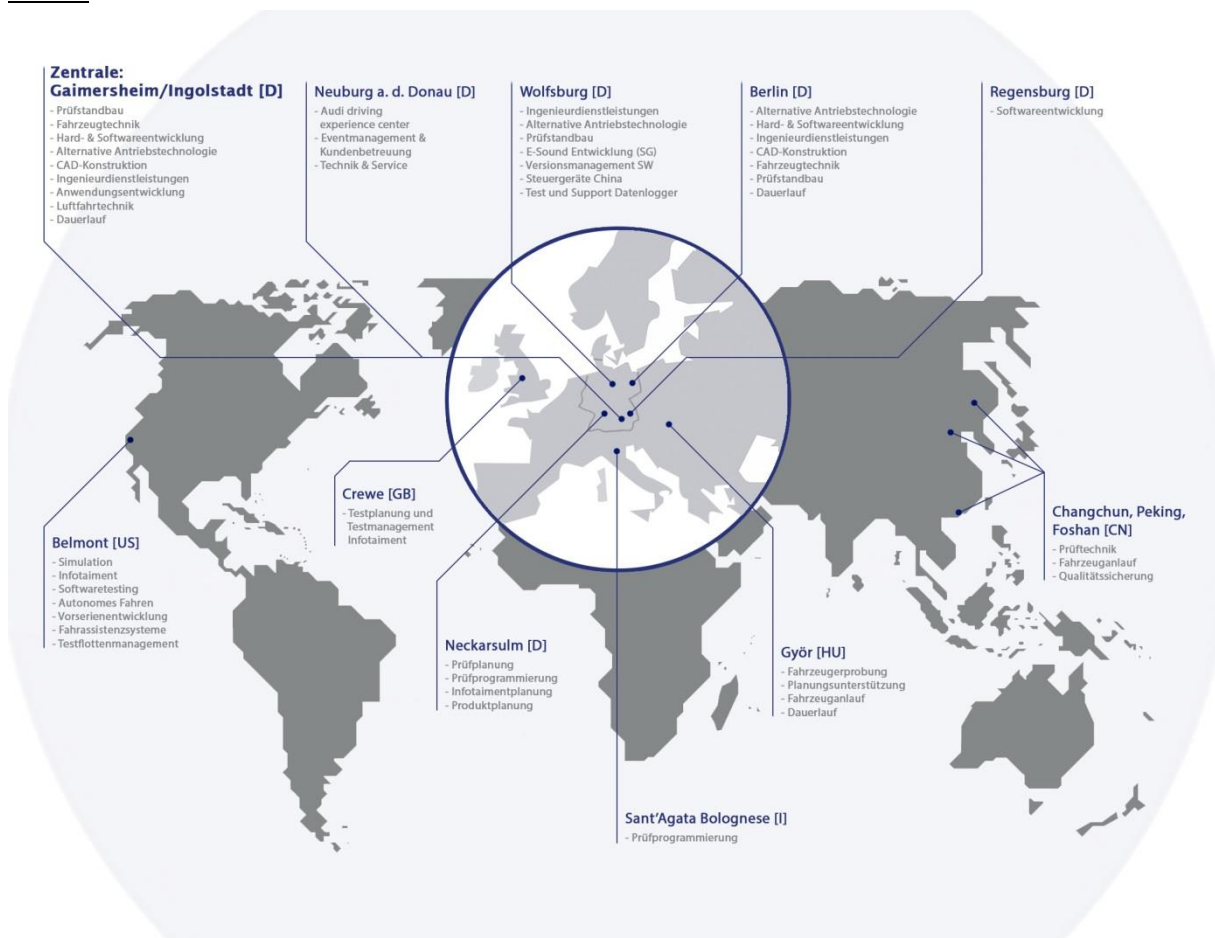 Zentrale:
Gaimersheim/Ingolstadt [D]
- Prüfstandbau
- Fahrzeugtechnik
- Hard- & Softwareentwicklung
- Alternative Antriebstechnologie
- CAD-Konstruktion
- Ingenieurdienstleistungen
- Anwendungsentwicklung
- Luftfahrtechnik
- Dauerlauf
Neuburg a. d. Donau [D]
- Audi driving
experience center
- Eventmanagement &
Kundenbetreuung
- Technik & Service
Wolfsburg [D]
- Ingenieurdienstleistungen
- Alternative Antriebstechnologie
- Prüfstandbau
- E-Sound Entwicklung (SG)
- Versionsmanagement SW
- Steuergeräte China
- Test und Support Datenlogger
Berlin [D]
- Alternative Antriebstechnologie
- Hard- & Softwareentwicklung
- Ingenieurdienstleistungen
- CAD-Konstruktion
- Fahrzeugtechnik
- Prüfstandbau
- Dauerlauf
Regensburg [D]
- Softwareentwicklung
Crewe [GB]
- Testplanung und
Testmanagement
Infotaiment
Belmont [US]
- Simulation
- Infotaiment
- Softwaretesting
- Autonomes Fahren
- Vorserienentwicklung
- Fahrassistenzsysteme
- Testflottenmanagement
Changchun, Peking,
Foshan [CN]
- Prüftechnik
- Fahrzeuganlauf
- Qualitätssicherung
Neckarsulm [D]
- Prüfplanung
- Prüfprogrammierung
- Infotaimentplanung
- Produktplanung
Györ [HU]
- Fahrzeugerprobung
- Planungsunterstützung
- Fahrzeuganlauf
- Dauerlauf
Sant'Agata Bolognese [I]
- Prüfprogrammierung